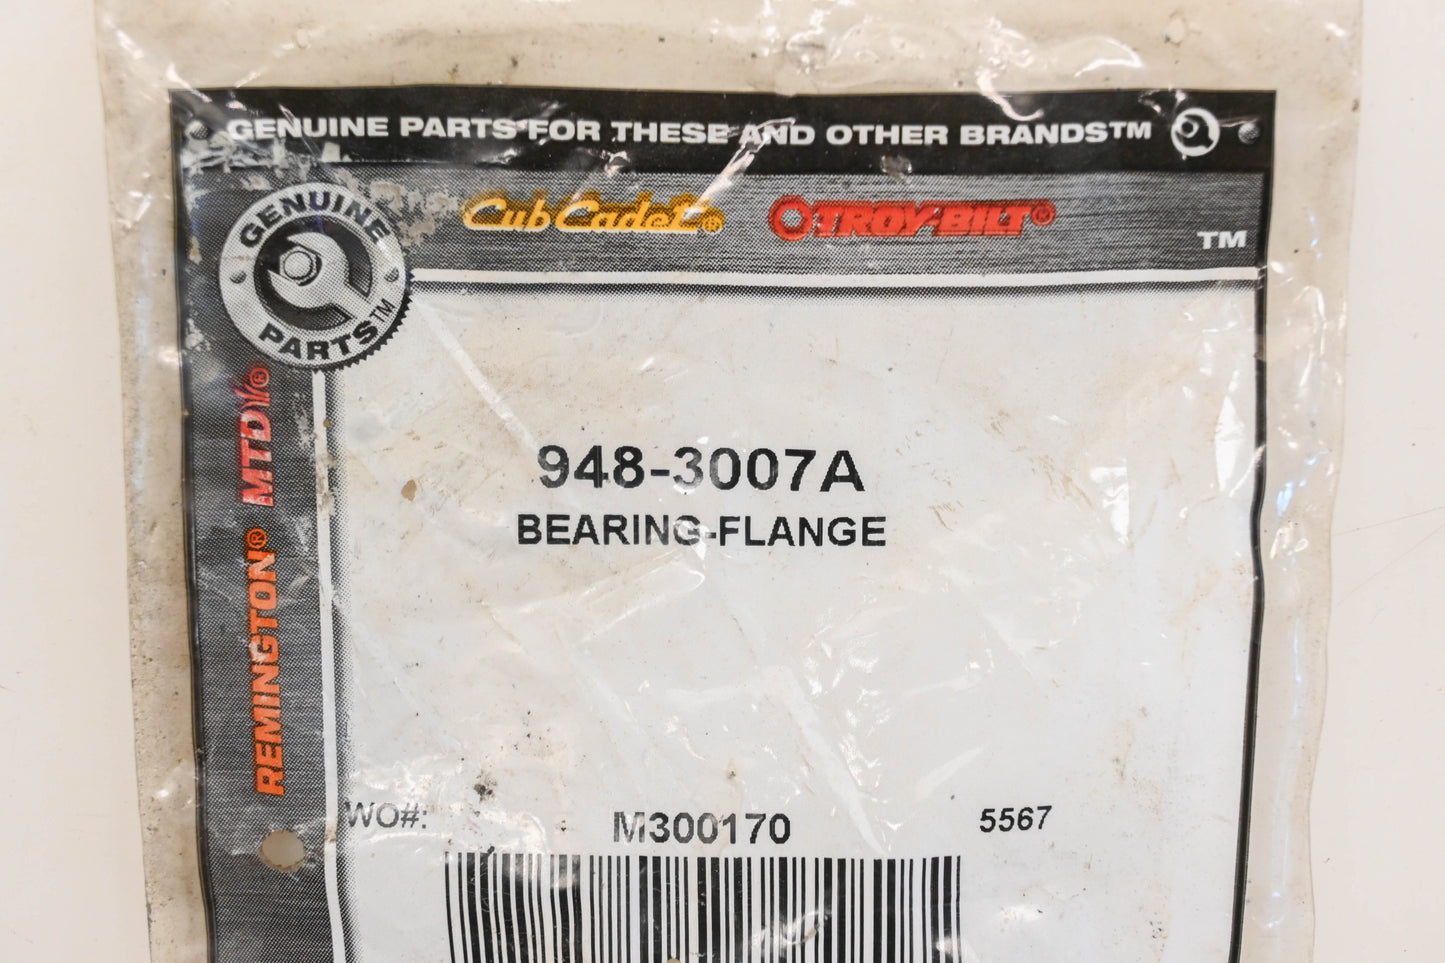 GENUINE PARTS FOR THESE AND OTHER BRANDS™
Cub Cadet® TROY-BILT® ™
GENUINE PARTS™
REMINGTON® MTD®
948-3007A
BEARING-FLANGE
WO#: M300170 5567